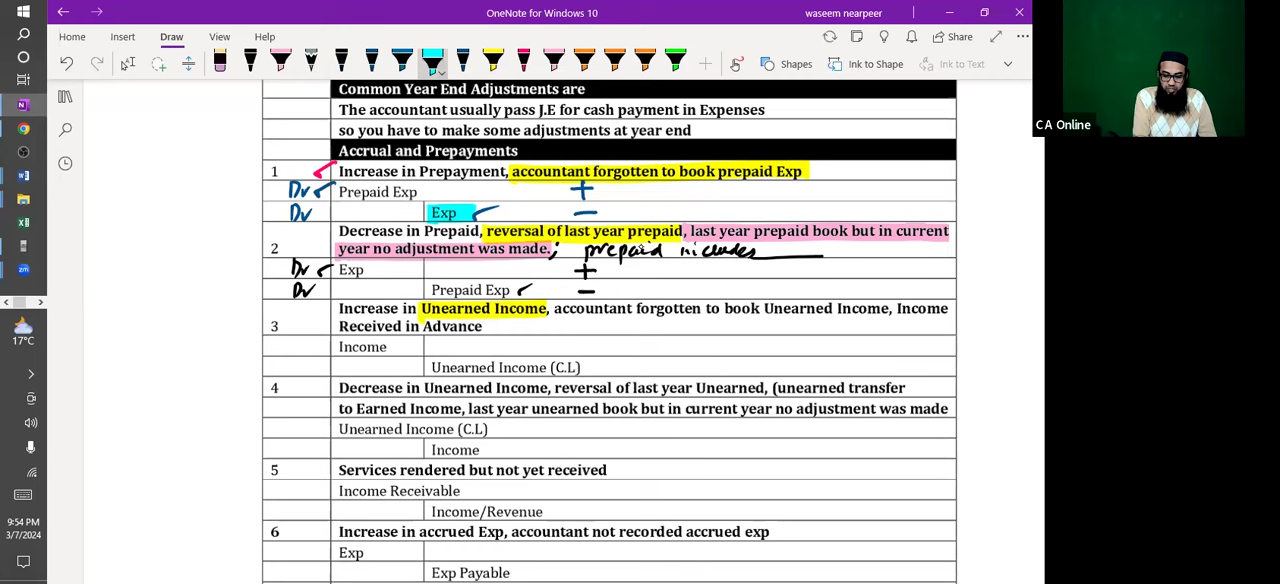 OneNote for Windows 10
waseem nearpeer
Home
Insert
Draw
View
Help
Share
Shapes
Ink to Shape
Ink to Text
C A Online
Common Year End Adjustments are
The accountant usually pass J.E for cash payment in Expenses
so you have to make some adjustments at year end
Accrual and Prepayments
1
Increase in Prepayment, accountant forgotten to book prepaid Exp
Dr
Prepaid Exp
+
Dr
Exp
−
Decrease in Prepaid, reversal of last year prepaid, last year prepaid book but in current
2
year no adjustment was made.; prepaid includes______
Dr
Exp
+
Dr
Prepaid Exp
−
Increase in Unearned Income, accountant forgotten to book Unearned Income, Income
3
Received in Advance
Income
Unearned Income (C.L)
4
Decrease in Unearned Income, reversal of last year Unearned, (unearned transfer
to Earned Income, last year unearned book but in current year no adjustment was made
Unearned Income (C.L)
Income
5
Services rendered but not yet received
Income Receivable
Income/Revenue
6
Increase in accrued Exp, accountant not recorded accrued exp
Exp
Exp Payable
17°C
9:54 PM
3/7/2024